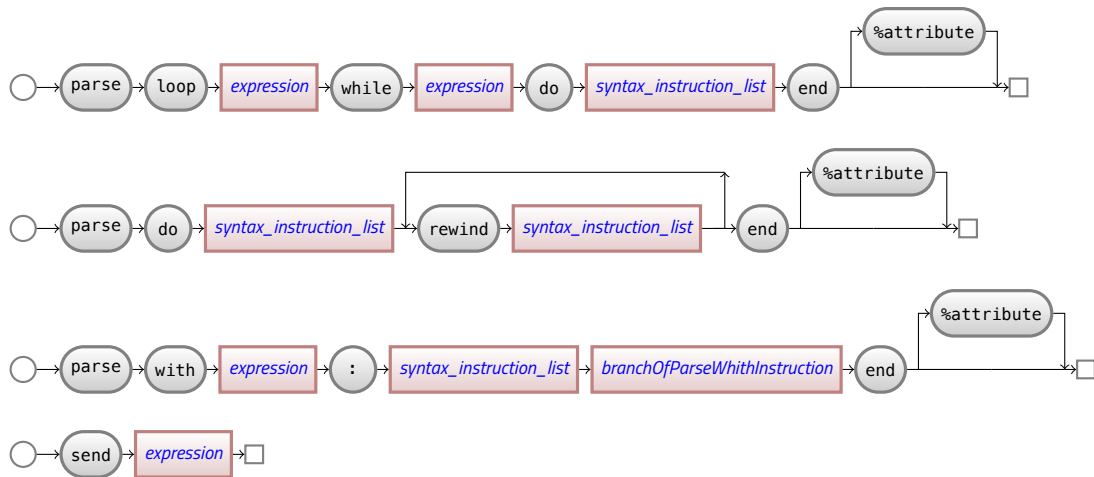 %attribute
parse loop expression while expression do syntax_instruction_list end
%attribute
parse do syntax_instruction_list rewind syntax_instruction_list end
%attribute
parse with expression : syntax_instruction_list branchOfParseWhithInstruction end
send expression